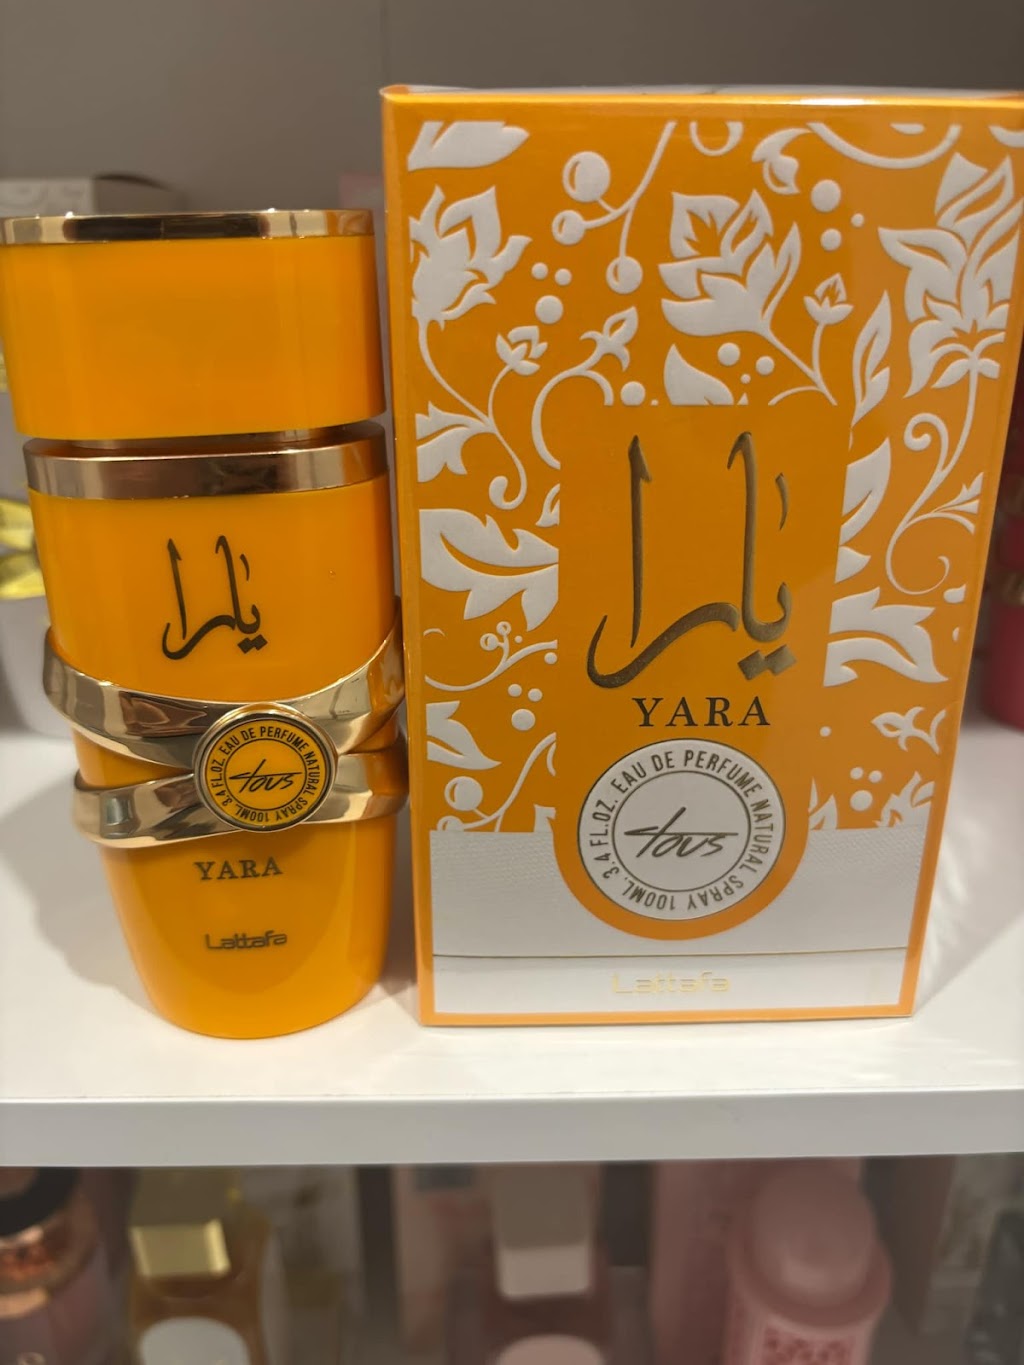 يارا
EAU DE PERFUME NATURAL SPRAY 100ML. 3.4 FL.OZ.
tous
YARA
Lattafa
يارا
YARA
EAU DE PERFUME NATURAL SPRAY 100ML. 3.4 FL.OZ.
tous
Lattafa